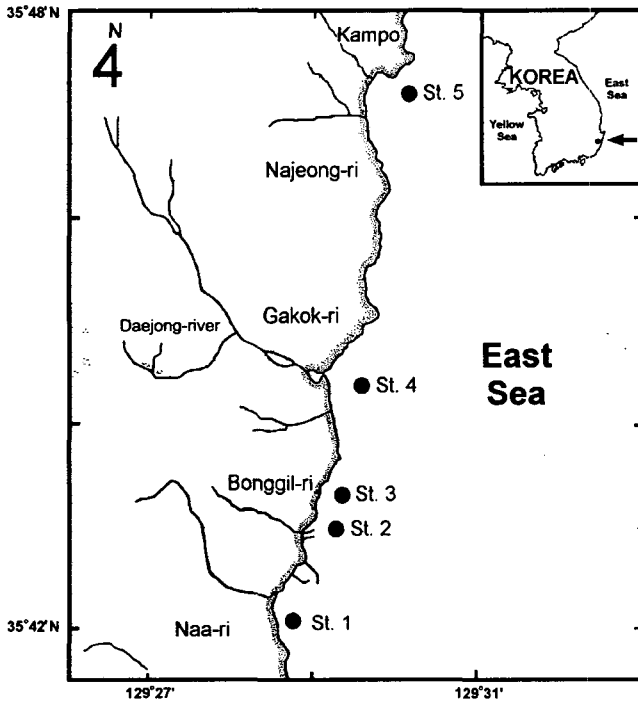 35°48'N
N
4
Kampo
St. 5
KOREA
East
Sea
Yellow
Sea
Najeong-ri
Gakok-ri
Daejong-river
St. 4
East
Sea
Bonggil-ri
St. 3
St. 2
St. 1
Naa-ri
35°42'N
129°27'
129°31'